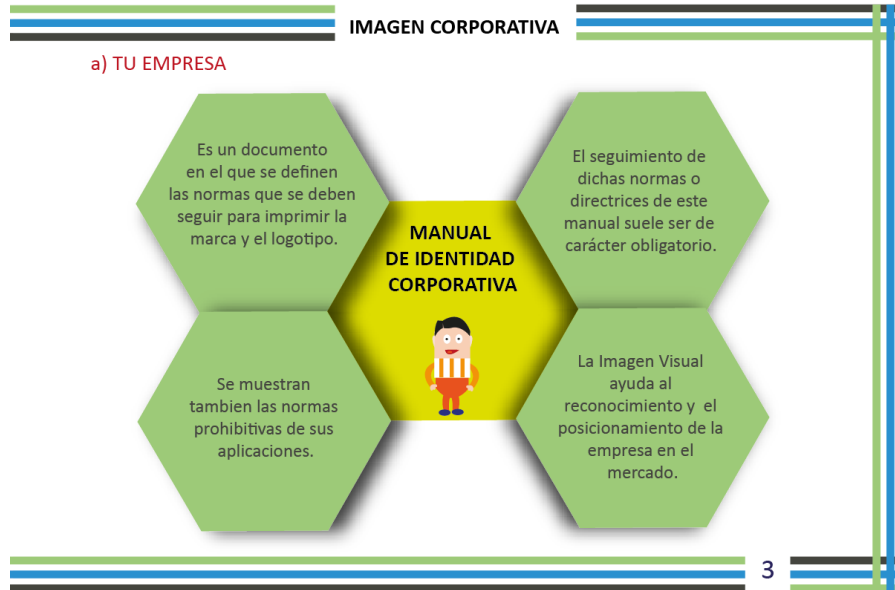 IMAGEN CORPORATIVA
a) TU EMPRESA
Es un documento
en el que se definen
las normas que se deben
seguir para imprimir la
marca y el logotipo.
El seguimiento de
dichas normas o
directrices de este
manual suele ser de
carácter obligatorio.
MANUAL
DE IDENTIDAD
CORPORATIVA
Se muestran
tambien las normas
prohibitivas de sus
aplicaciones.
La Imagen Visual
ayuda al
reconocimiento y el
posicionamiento de la
empresa en el
mercado.
3